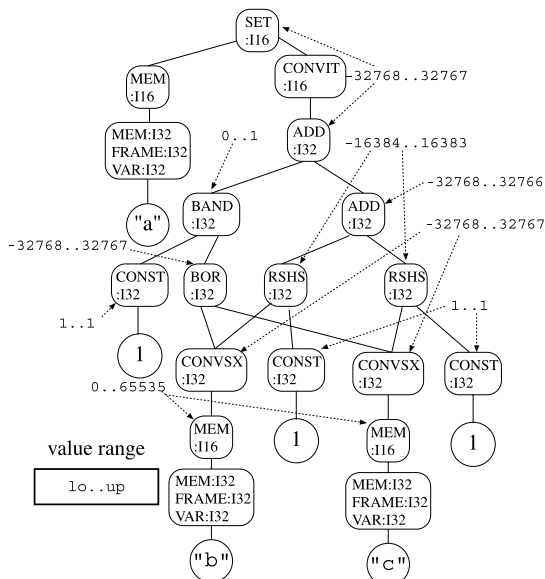 SET
:I16
CONVIT
:I16
-32768..32767
MEM
:I16
ADD
:I32
MEM:I32
FRAME:I32
VAR:I32
0..1
-16384..16383
"a"
BAND
:I32
ADD
:I32
-32768..32766
-32768..32767
-32768..32767
CONST
:I32
BOR
:I32
RSHS
:I32
RSHS
:I32
1..1
1..1
1
CONVSX
:I32
CONST
:I32
CONVSX
:I32
CONST
:I32
0..65535
MEM
:I16
1
MEM
:I16
1
value range
lo..up
MEM:I32
FRAME:I32
VAR:I32
MEM:I32
FRAME:I32
VAR:I32
"b"
"c"